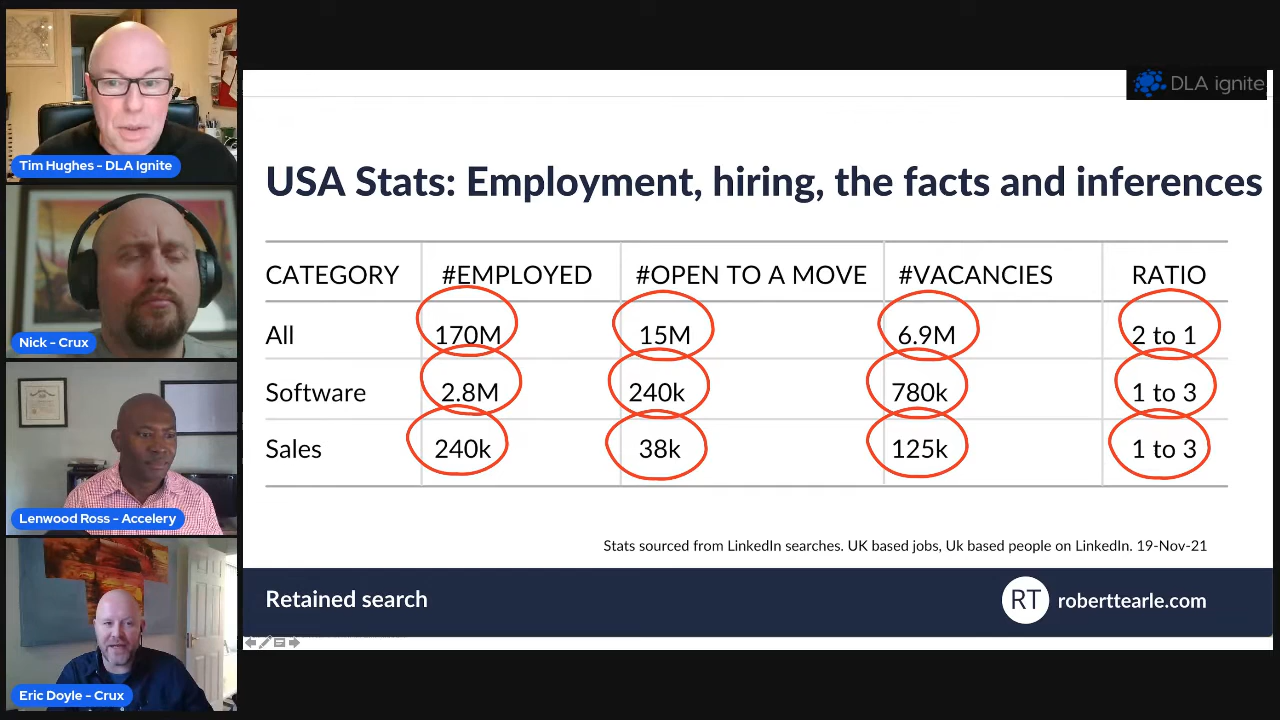 Tim Hughes - DLA Ignite
Nick - Crux
Lenwood Ross - Accelery
Eric Doyle - Crux
DLA ignite
USA Stats: Employment, hiring, the facts and inferences
CATEGORY #EMPLOYED #OPEN TO A MOVE #VACANCIES RATIO
All 170M 15M 6.9M 2 to 1
Software 2.8M 240k 780k 1 to 3
Sales 240k 38k 125k 1 to 3
Stats sourced from LinkedIn searches. UK based jobs, Uk based people on LinkedIn. 19-Nov-21
Retained search
RT roberttearle.com